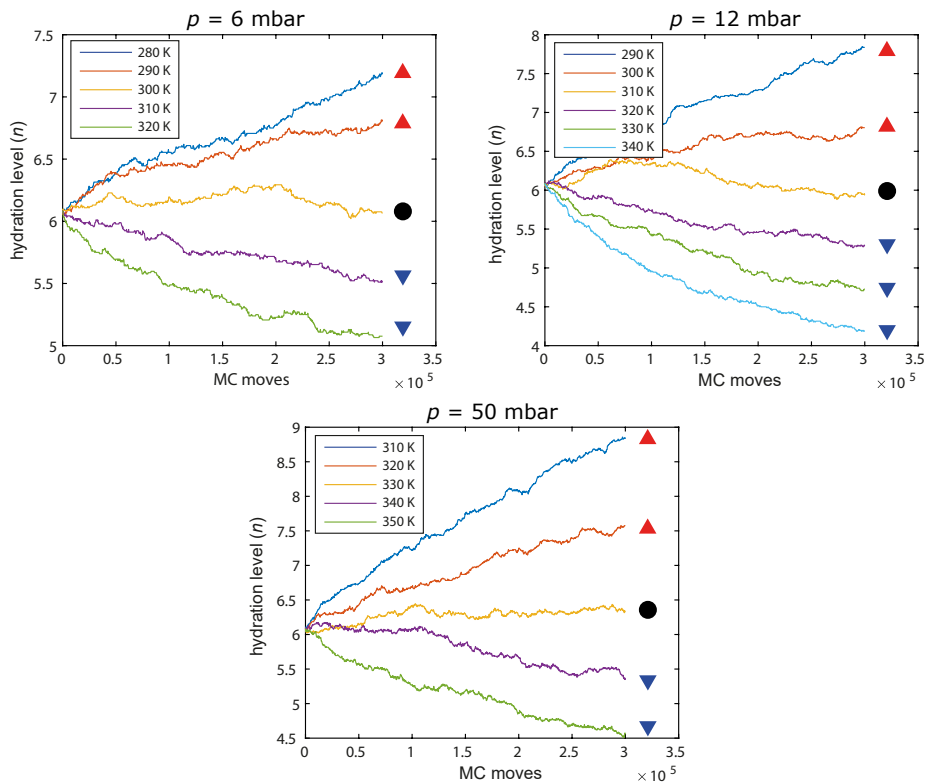 p = 6 mbar
7.5
7
6.5
6
5.5
5
hydration level (n)
280 K
290 K
300 K
310 K
320 K
0
0.5
1
1.5
2
2.5
3
3.5
MC moves
× 10 5
p = 12 mbar
8
7.5
7
6.5
6
5.5
5
4.5
4
hydration level (n)
290 K
300 K
310 K
320 K
330 K
340 K
0
0.5
1
1.5
2
2.5
3
3.5
MC moves
× 10 5
p = 50 mbar
9
8.5
8
7.5
7
6.5
6
5.5
5
4.5
hydration level (n)
310 K
320 K
330 K
340 K
350 K
0
0.5
1
1.5
2
2.5
3
3.5
MC moves
× 10 5